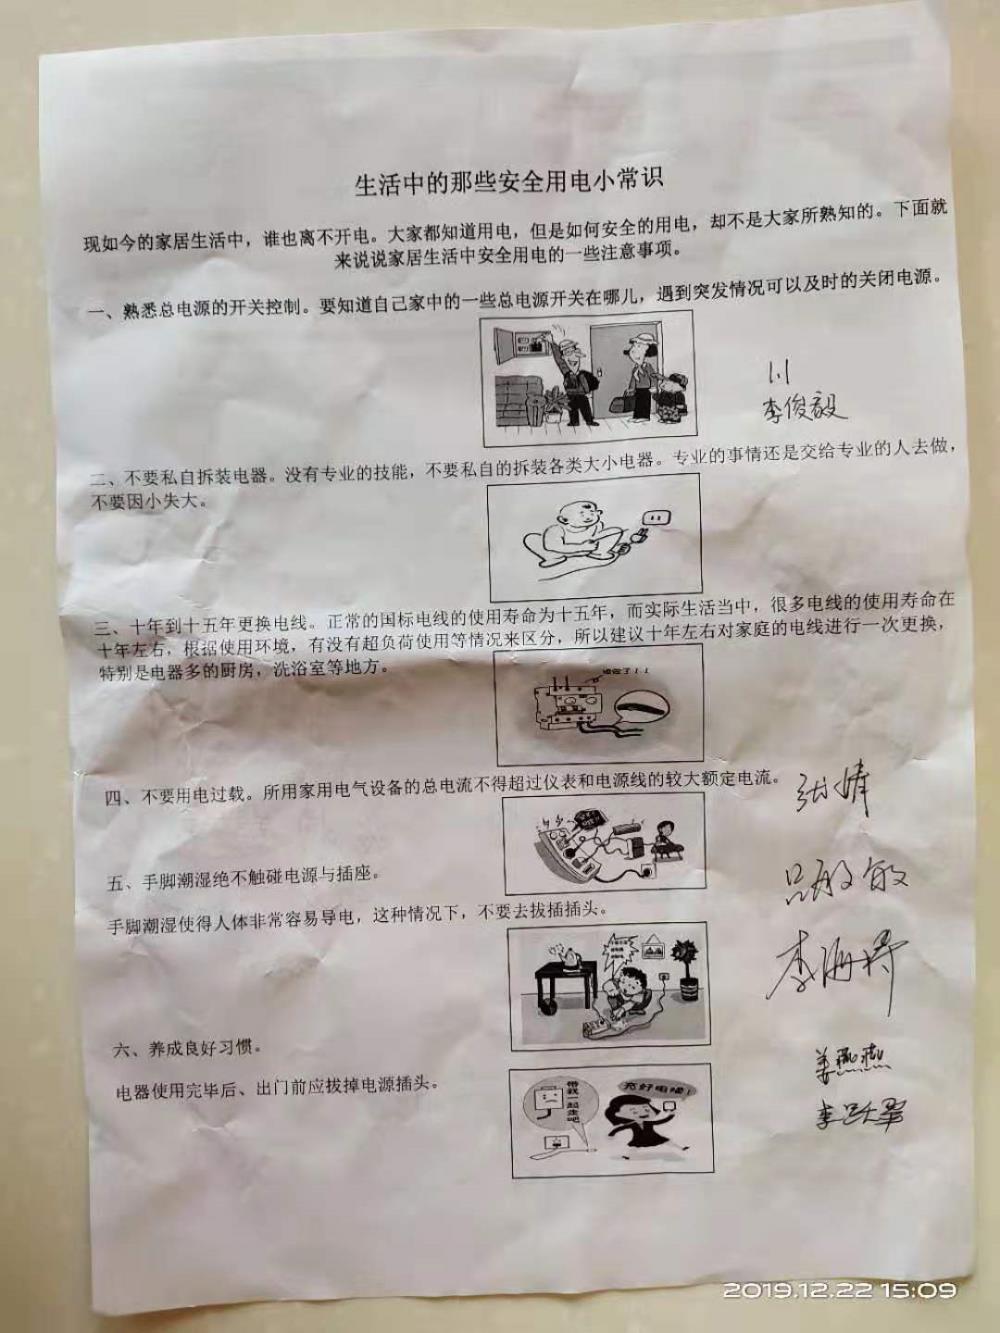 生活中的那些安全用电小常识
现如今的家居生活中，谁也离不开电。大家都知道用电，但是如何安全的用电，却不是大家所熟知的。下面就
来说说家居生活中安全用电的一些注意事项。
一、熟悉总电源的开关控制。要知道自己家中的一些总电源开关在哪儿，遇到突发情况可以及时的关闭电源。
李俊毅
二、不要私自拆装电器。没有专业的技能，不要私自的拆装各类大小电器。专业的事情还是交给专业的人去做，
不要因小失大。
三、十年到十五年更换电线。正常的国标电线的使用寿命为十五年，而实际生活当中，很多电线的使用寿命在
十年左右，根据使用环境，有没有超负荷使用等情况来区分，所以建议十年左右对家庭的电线进行一次更换，
特别是电器多的厨房，洗浴室等地方。
四、不要用电过载。所用家用电气设备的总电流不得超过仪表和电源线的较大额定电流。
张婷
五、手脚潮湿绝不触碰电源与插座。
手脚潮湿使得人体非常容易导电，这种情况下，不要去拔插插头。
六、养成良好习惯。
姜燕燕
电器使用完毕后、出门前应拔掉电源插头。
带我一起走吧
充好电喽！
2019.12.22 15:09